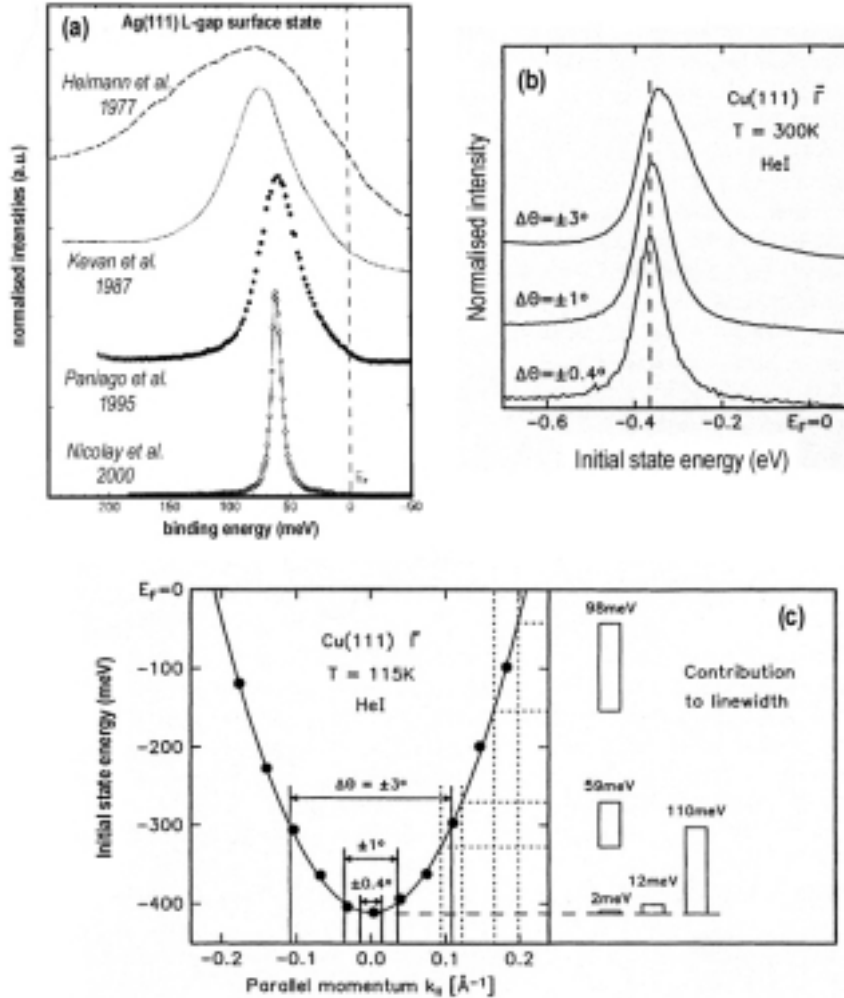 (a) Ag(111) L-gap surface state
Heimann et al.
1977
Kevan et al.
1987
Paniago et al.
1995
Nicolay et al.
2000
normalised intensities (a.u.)
E_F
200 150 100 50 0 -50
binding energy (meV)
(b)
Cu(111) Γ̄
T = 300K
HeI
ΔΘ=±3°
ΔΘ=±1°
ΔΘ=±0.4°
Normalised intensity
-0.6 -0.4 -0.2 E_F=0
Initial state energy (eV)
E_F=0
-100
-200
-300
-400
Initial state energy (meV)
Cu(111) Γ̄
T = 115K
HeI
ΔΘ = ±3°
±1°
±0.4°
-0.2 -0.1 0.0 0.1 0.2
Parallel momentum k_∥ [Å⁻¹]
(c)
98meV
Contribution
to linewidth
59meV
110meV
12meV
2meV